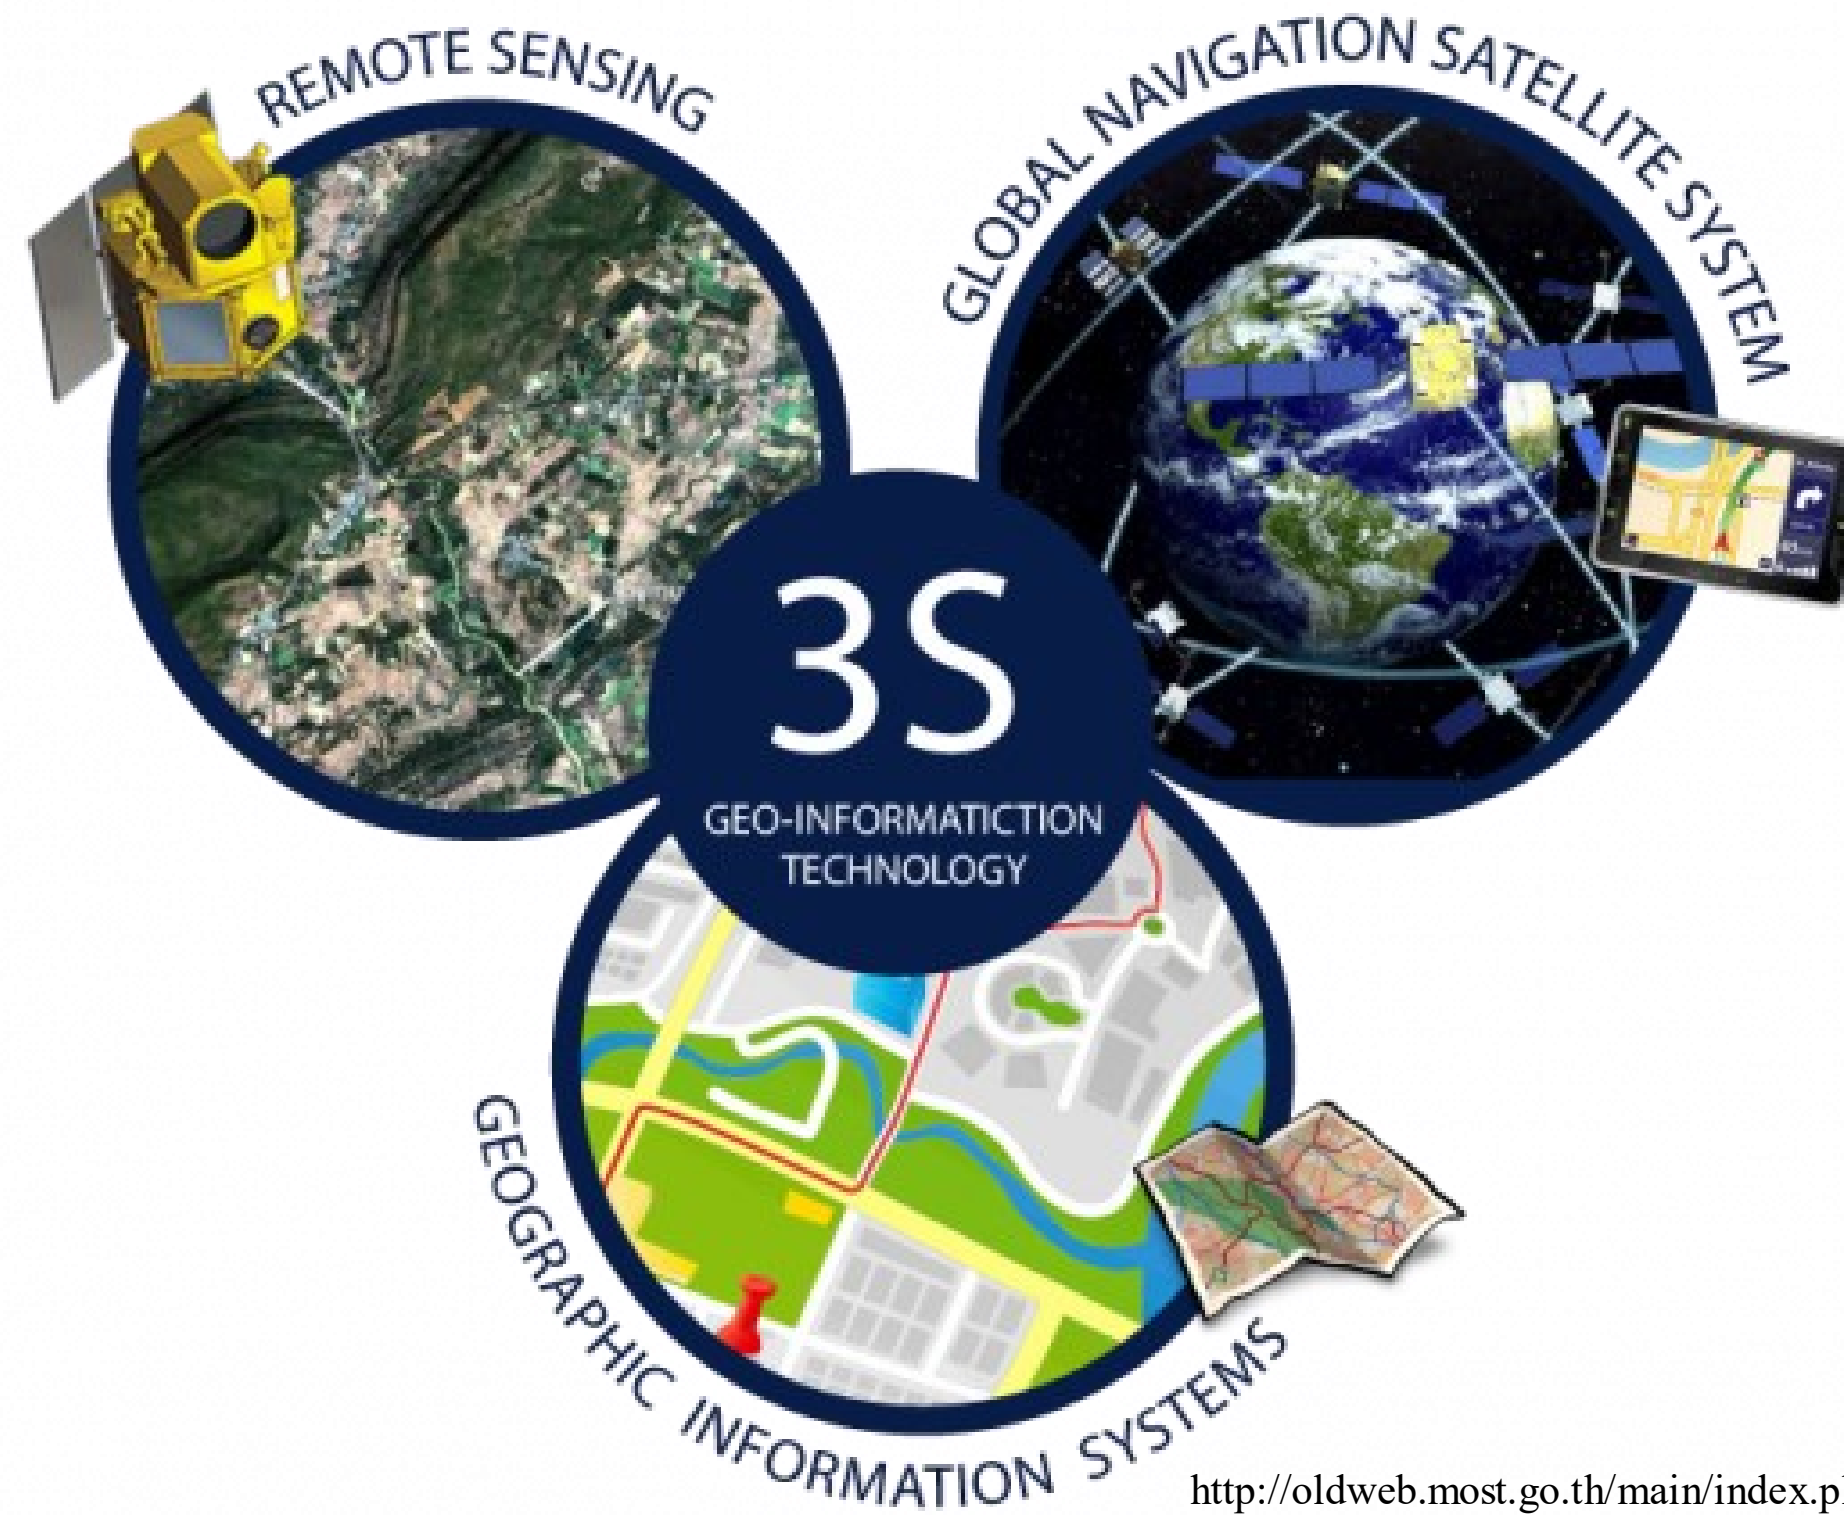 REMOTE SENSING
GLOBAL NAVIGATION SATELLITE SYSTEM
3S
GEO-INFORMATICTION
TECHNOLOGY
GEOGRAPHIC INFORMATION SYSTEMS
http://oldweb.most.go.th/main/index.p